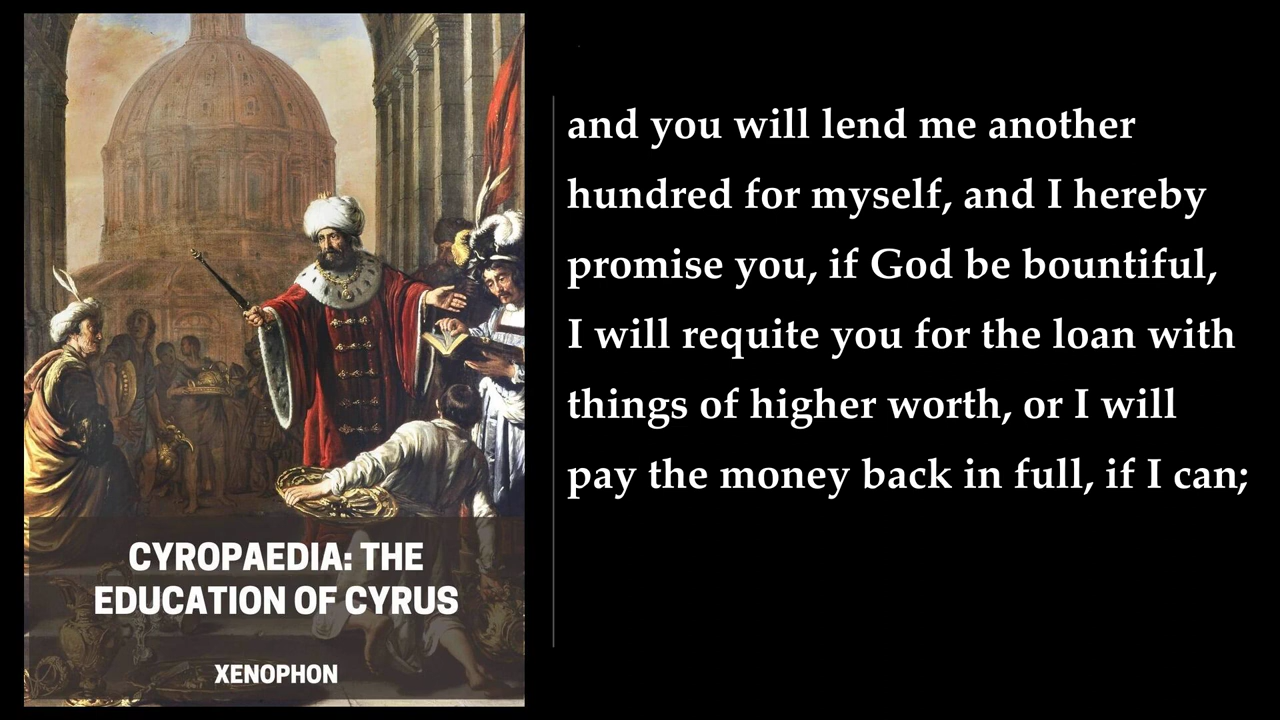 CYROPAEDIA: THE
EDUCATION OF CYRUS
XENOPHON
and you will lend me another
hundred for myself, and I hereby
promise you, if God be bountiful,
I will requite you for the loan with
things of higher worth, or I will
pay the money back in full, if I can;